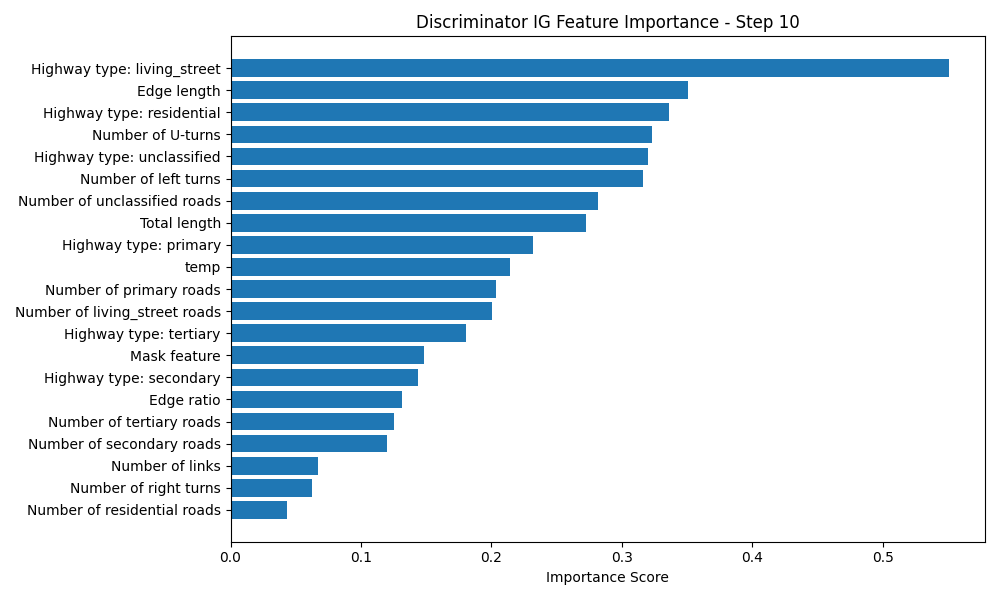 Discriminator IG Feature Importance - Step 10
Highway type: living_street
Edge length
Highway type: residential
Number of U-turns
Highway type: unclassified
Number of left turns
Number of unclassified roads
Total length
Highway type: primary
temp
Number of primary roads
Number of living_street roads
Highway type: tertiary
Mask feature
Highway type: secondary
Edge ratio
Number of tertiary roads
Number of secondary roads
Number of links
Number of right turns
Number of residential roads
0.0 0.1 0.2 0.3 0.4 0.5
Importance Score